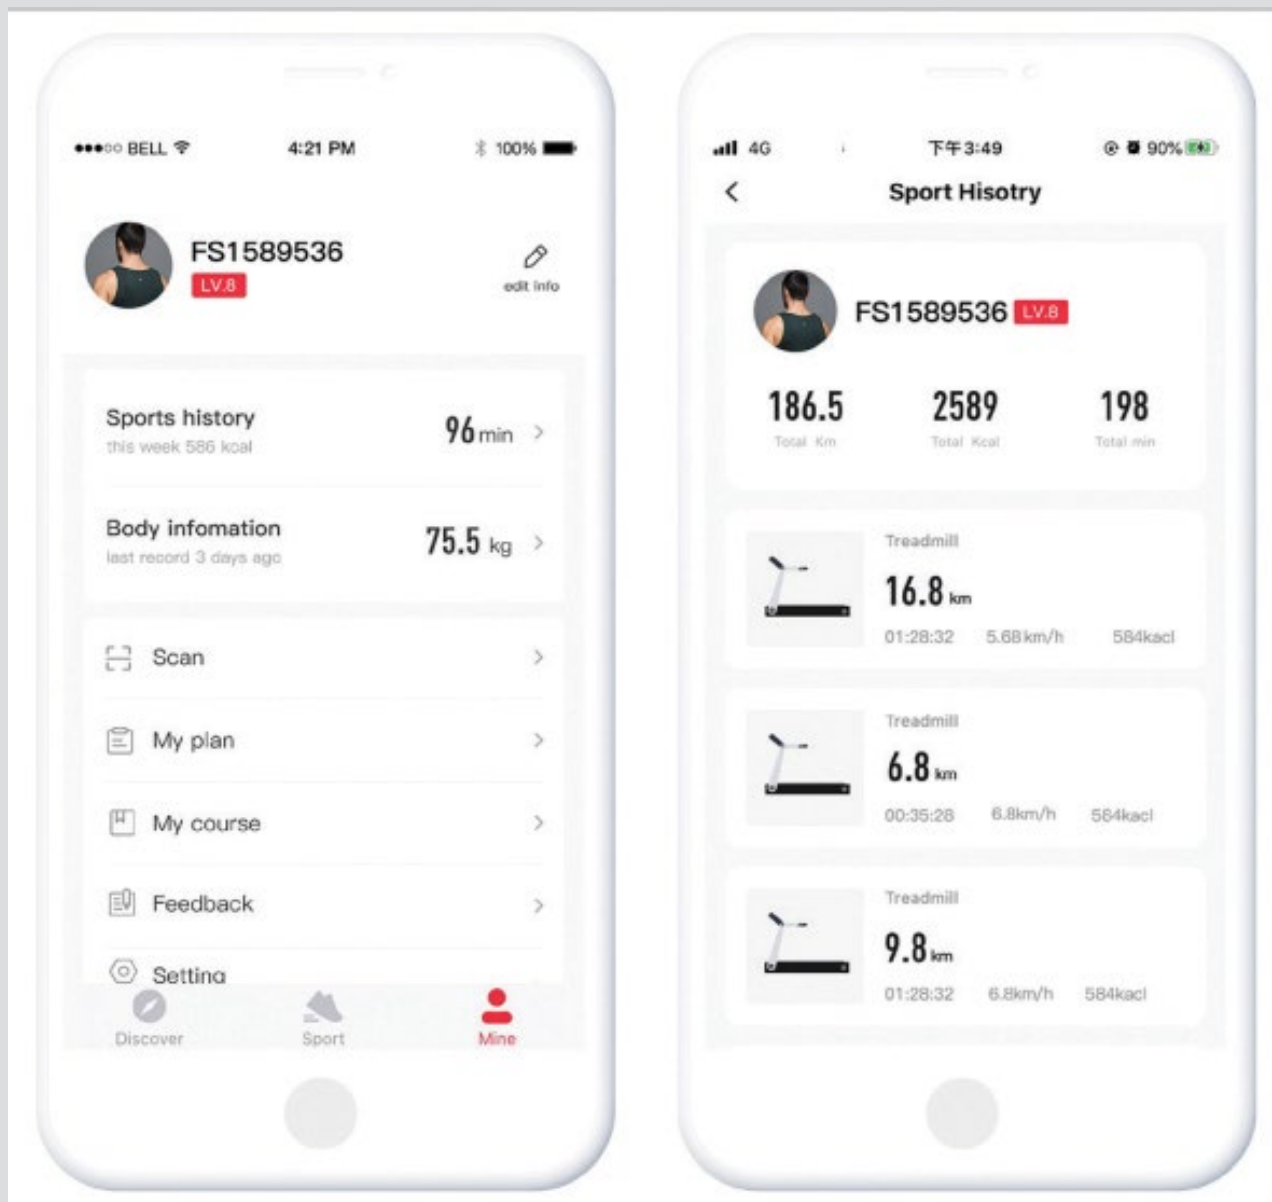 BELL 4:21 PM 100%
FS1589536
LV.8
edit info
Sports history
this week 586 kcal
96 min
Body infomation
last record 3 days ago
75.5 kg
Scan
My plan
My course
Feedback
Setting
Discover Sport Mine
4G 下午3:49 90%
Sport Hisotry
FS1589536 LV.8
186.5 2589 198
Total Km Total Kcal Total min
Treadmill
16.8 km
01:28:32 5.68km/h 584kacl
Treadmill
6.8 km
00:35:28 6.8km/h 584kacl
Treadmill
9.8 km
01:28:32 6.8km/h 584kacl